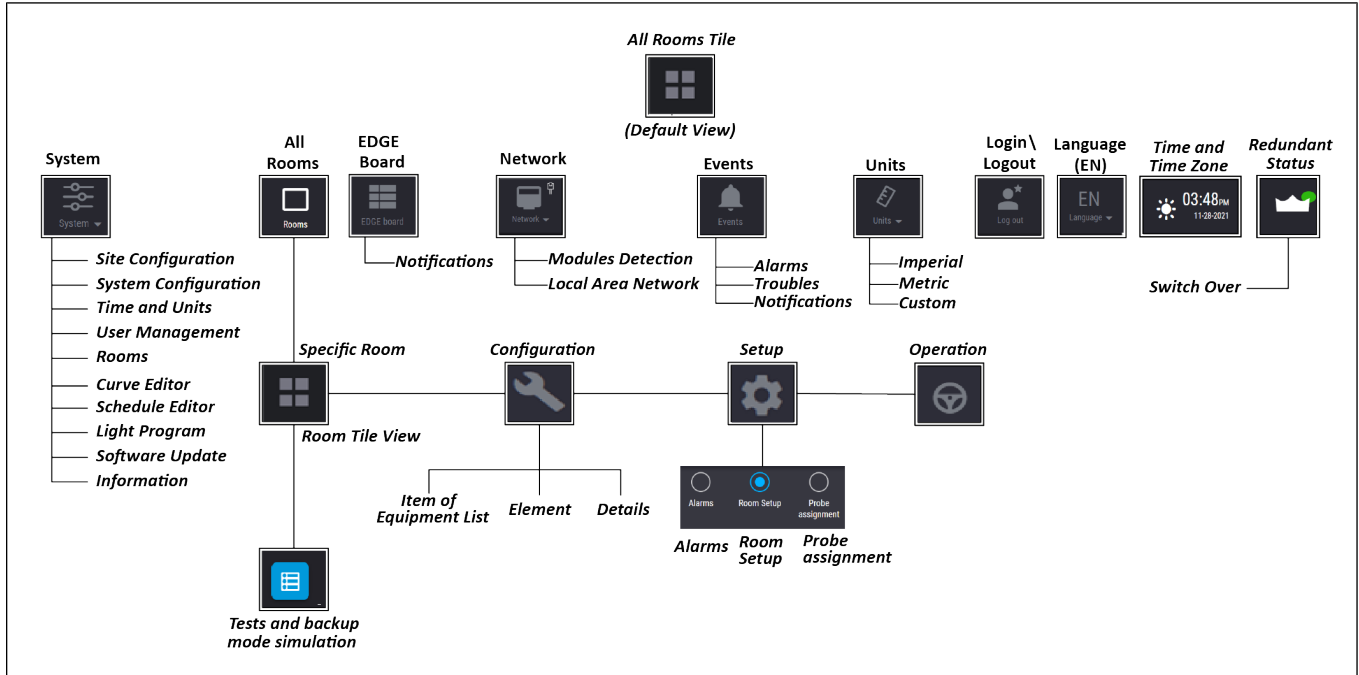 All Rooms Tile
(Default View)
System
All
Rooms
EDGE
Board
Network
Events
Units
Login\
Logout
Language
(EN)
Time and
Time Zone
Redundant
Status
System
Rooms
EDGE board
Network
Events
Units
Log out
EN
Language
03:48PM
11-28-2021
Site Configuration
System Configuration
Time and Units
User Management
Rooms
Curve Editor
Schedule Editor
Light Program
Software Update
Information
Notifications
Modules Detection
Local Area Network
Alarms
Troubles
Notifications
Imperial
Metric
Custom
Switch Over
Specific Room
Configuration
Setup
Operation
Room Tile View
Item of
Equipment List
Element
Details
Alarms
Room Setup
Probe
assignment
Alarms
Room
Setup
Probe
assignment
Tests and backup
mode simulation